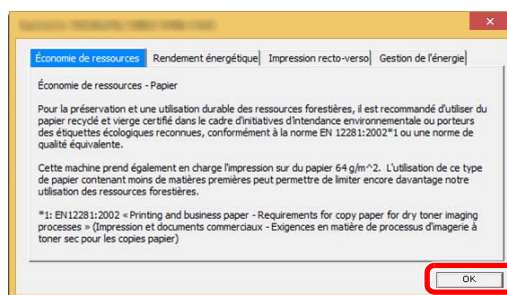 Économie de ressources Rendement énergétique Impression recto-verso Gestion de l'énergie
Économie de ressources - Papier
Pour la préservation et une utilisation durable des ressources forestières, il est recommandé d'utiliser du
papier recyclé et vierge certifié dans le cadre d'initiatives d'intendance environnementale ou porteurs
des étiquettes écologiques reconnues, conformément à la norme EN 12281:2002*1 ou une norme de
qualité équivalente.
Cette machine prend également en charge l'impression sur du papier 64 g/m^2. L'utilisation de ce type
de papier contenant moins de matières premières peut permettre de limiter encore davantage notre
utilisation des ressources forestières.
*1: EN12281:2002 « Printing and business paper - Requirements for copy paper for dry toner imaging
processes » (Impression et documents commerciaux - Exigences en matière de processus d'imagerie à
toner sec pour les copies papier)
OK